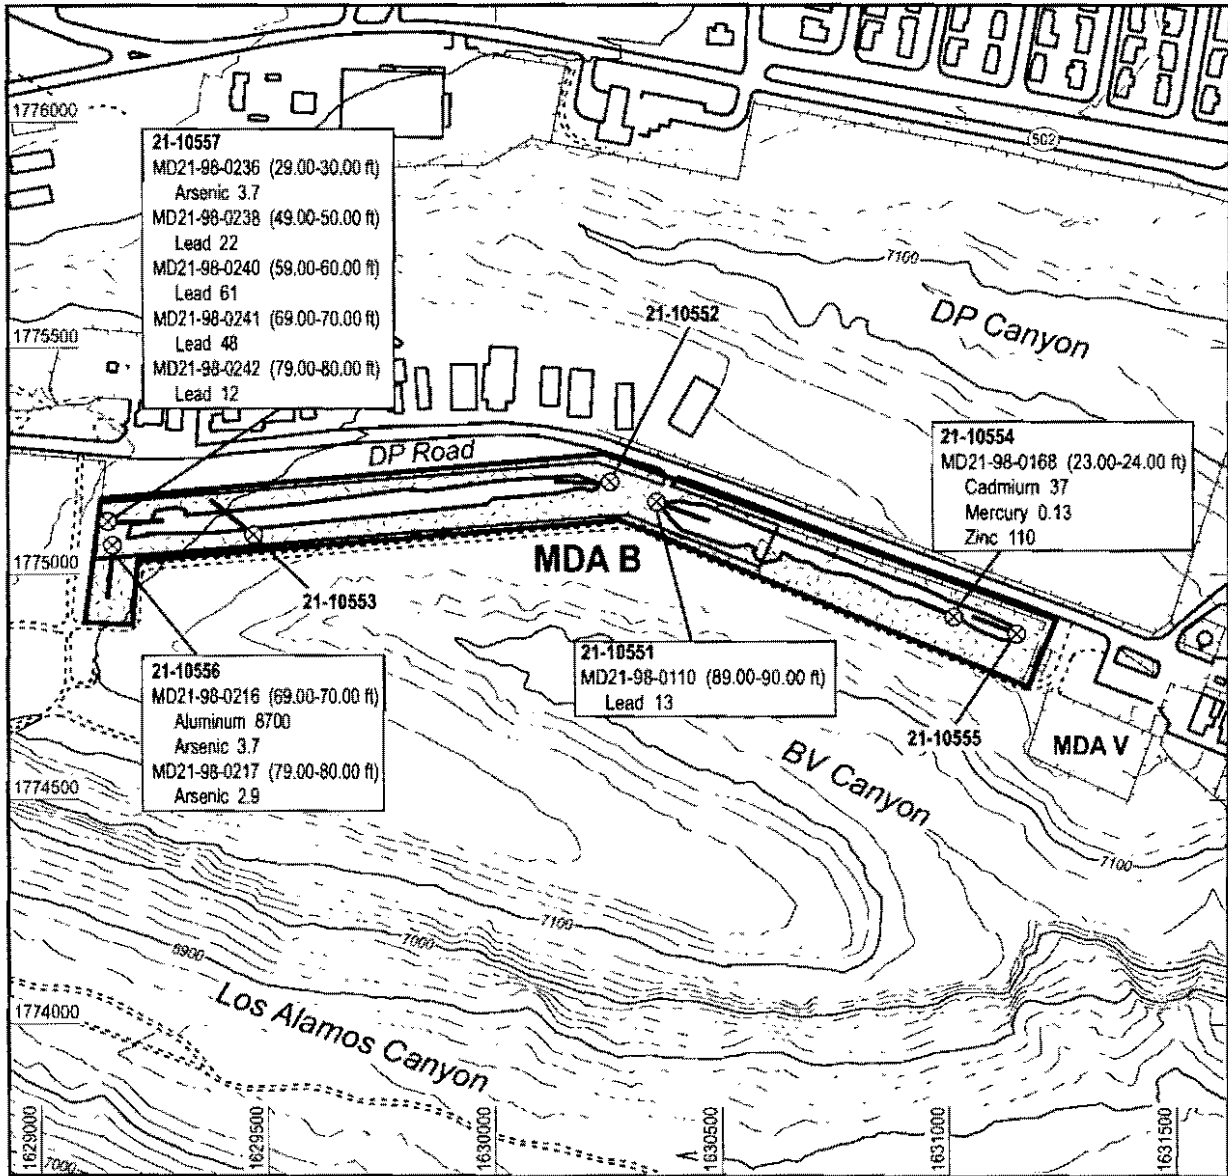 1776000
502
21-10557
MD21-98-0236 (29.00-30.00 ft)
Arsenic 3.7
MD21-98-0238 (49.00-50.00 ft)
Lead 22
MD21-98-0240 (59.00-60.00 ft)
Lead 61
MD21-98-0241 (69.00-70.00 ft)
Lead 48
MD21-98-0242 (79.00-80.00 ft)
Lead 12
7100
DP Canyon
1775500
21-10552
DP Road
21-10554
MD21-98-0168 (23.00-24.00 ft)
Cadmium 37
Mercury 0.13
Zinc 110
1775000
MDA B
21-10553
21-10556
MD21-98-0216 (69.00-70.00 ft)
Aluminum 8700
Arsenic 3.7
MD21-98-0217 (79.00-80.00 ft)
Arsenic 2.9
21-10551
MD21-98-0110 (89.00-90.00 ft)
Lead 13
21-10555
MDA V
BV Canyon
1774500
7100
7100
7000
6900
Los Alamos Canyon
1774000
7000
1629000
1629500
1630000
1630500
1631000
1631500